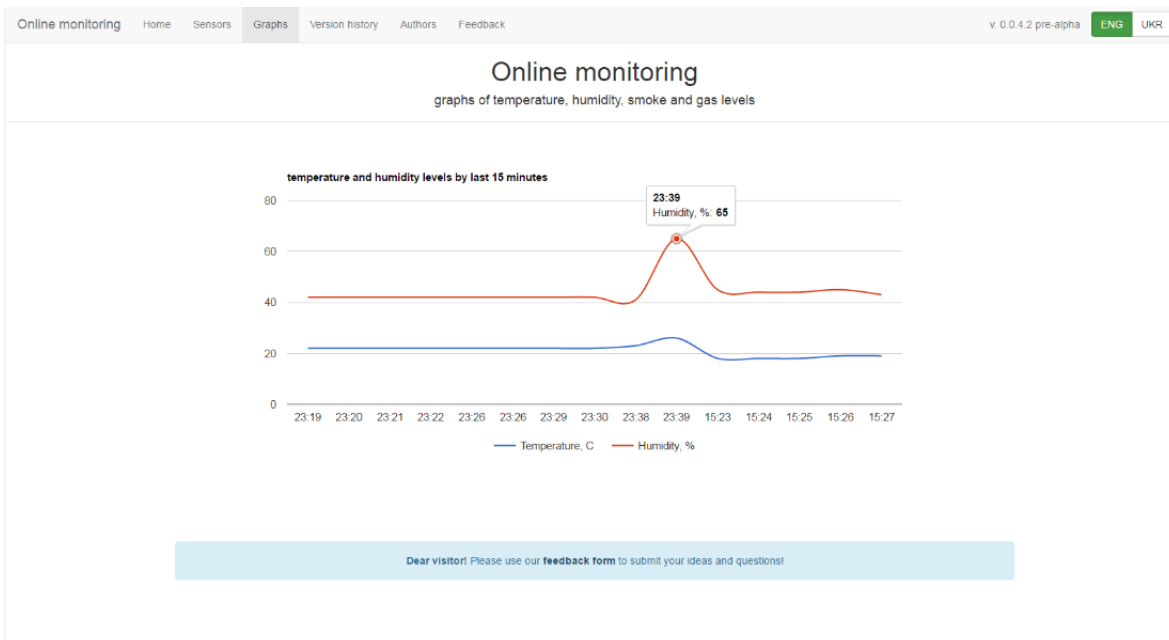 Online monitoring Home Sensors Graphs Version history Authors Feedback v. 0.0.4.2 pre-alpha ENG UKR
Online monitoring
graphs of temperature, humidity, smoke and gas levels
temperature and humidity levels by last 15 minutes
23:39
Humidity, %: 65
80
60
40
20
0
23:19 23:20 23:21 23:22 23:26 23:26 23:29 23:30 23:38 23:39 15:23 15:24 15:25 15:26 15:27
Temperature, C Humidity, %
Dear visitor! Please use our feedback form to submit your ideas and questions!